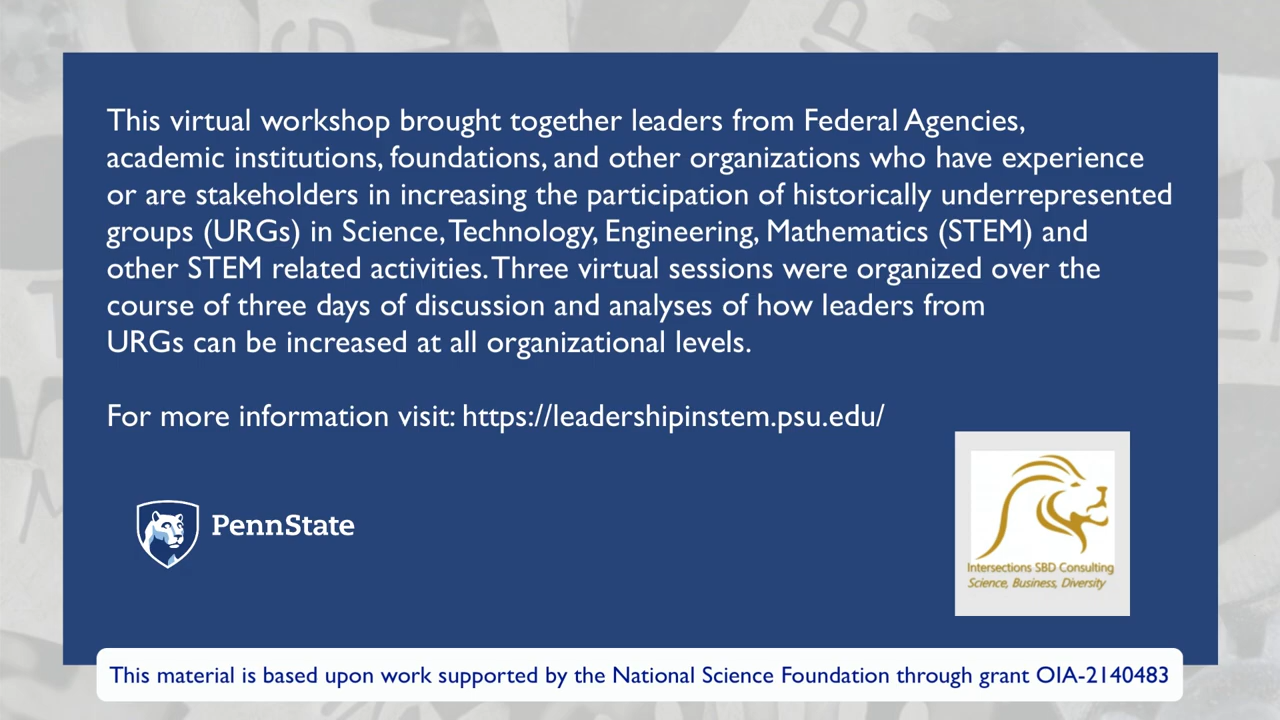 This virtual workshop brought together leaders from Federal Agencies,
academic institutions, foundations, and other organizations who have experience
or are stakeholders in increasing the participation of historically underrepresented
groups (URGs) in Science, Technology, Engineering, Mathematics (STEM) and
other STEM related activities. Three virtual sessions were organized over the
course of three days of discussion and analyses of how leaders from
URGs can be increased at all organizational levels.
For more information visit: https://leadershipinstem.psu.edu/
PennState
Intersections SBD Consulting
Science, Business, Diversity
This material is based upon work supported by the National Science Foundation through grant OIA-2140483